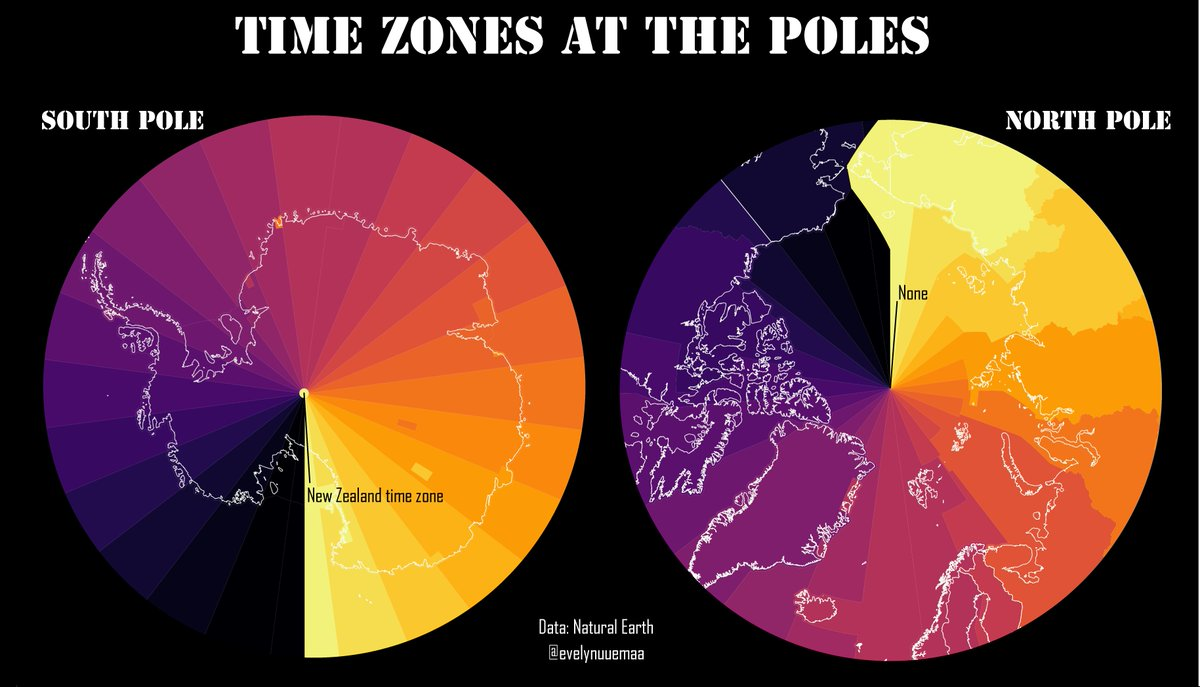 TIME ZONES AT THE POLES
SOUTH POLE
NORTH POLE
None
New Zealand time zone
Data: Natural Earth
@evelynuuemaa